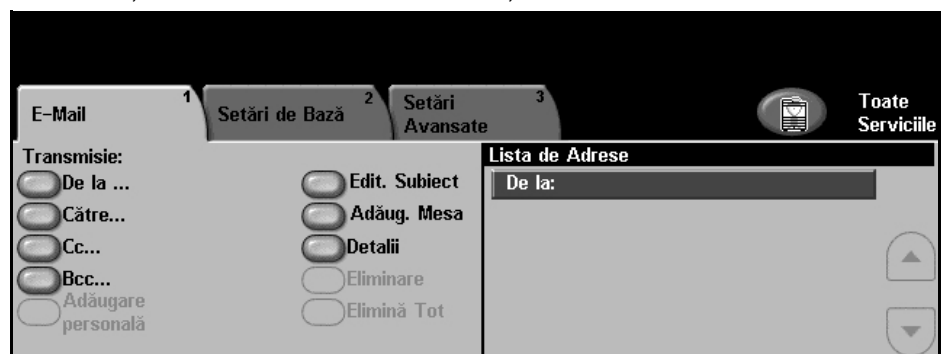 E-Mail
1
Setări de Bază
2
Setări
Avansate
3
Toate
Serviciile
Transmisie:
De la ...
Către...
Cc...
Bcc...
Adăugare
personală
Edit. Subiect
Adăug. Mesa
Detalii
Eliminare
Elimină Tot
Lista de Adrese
De la: